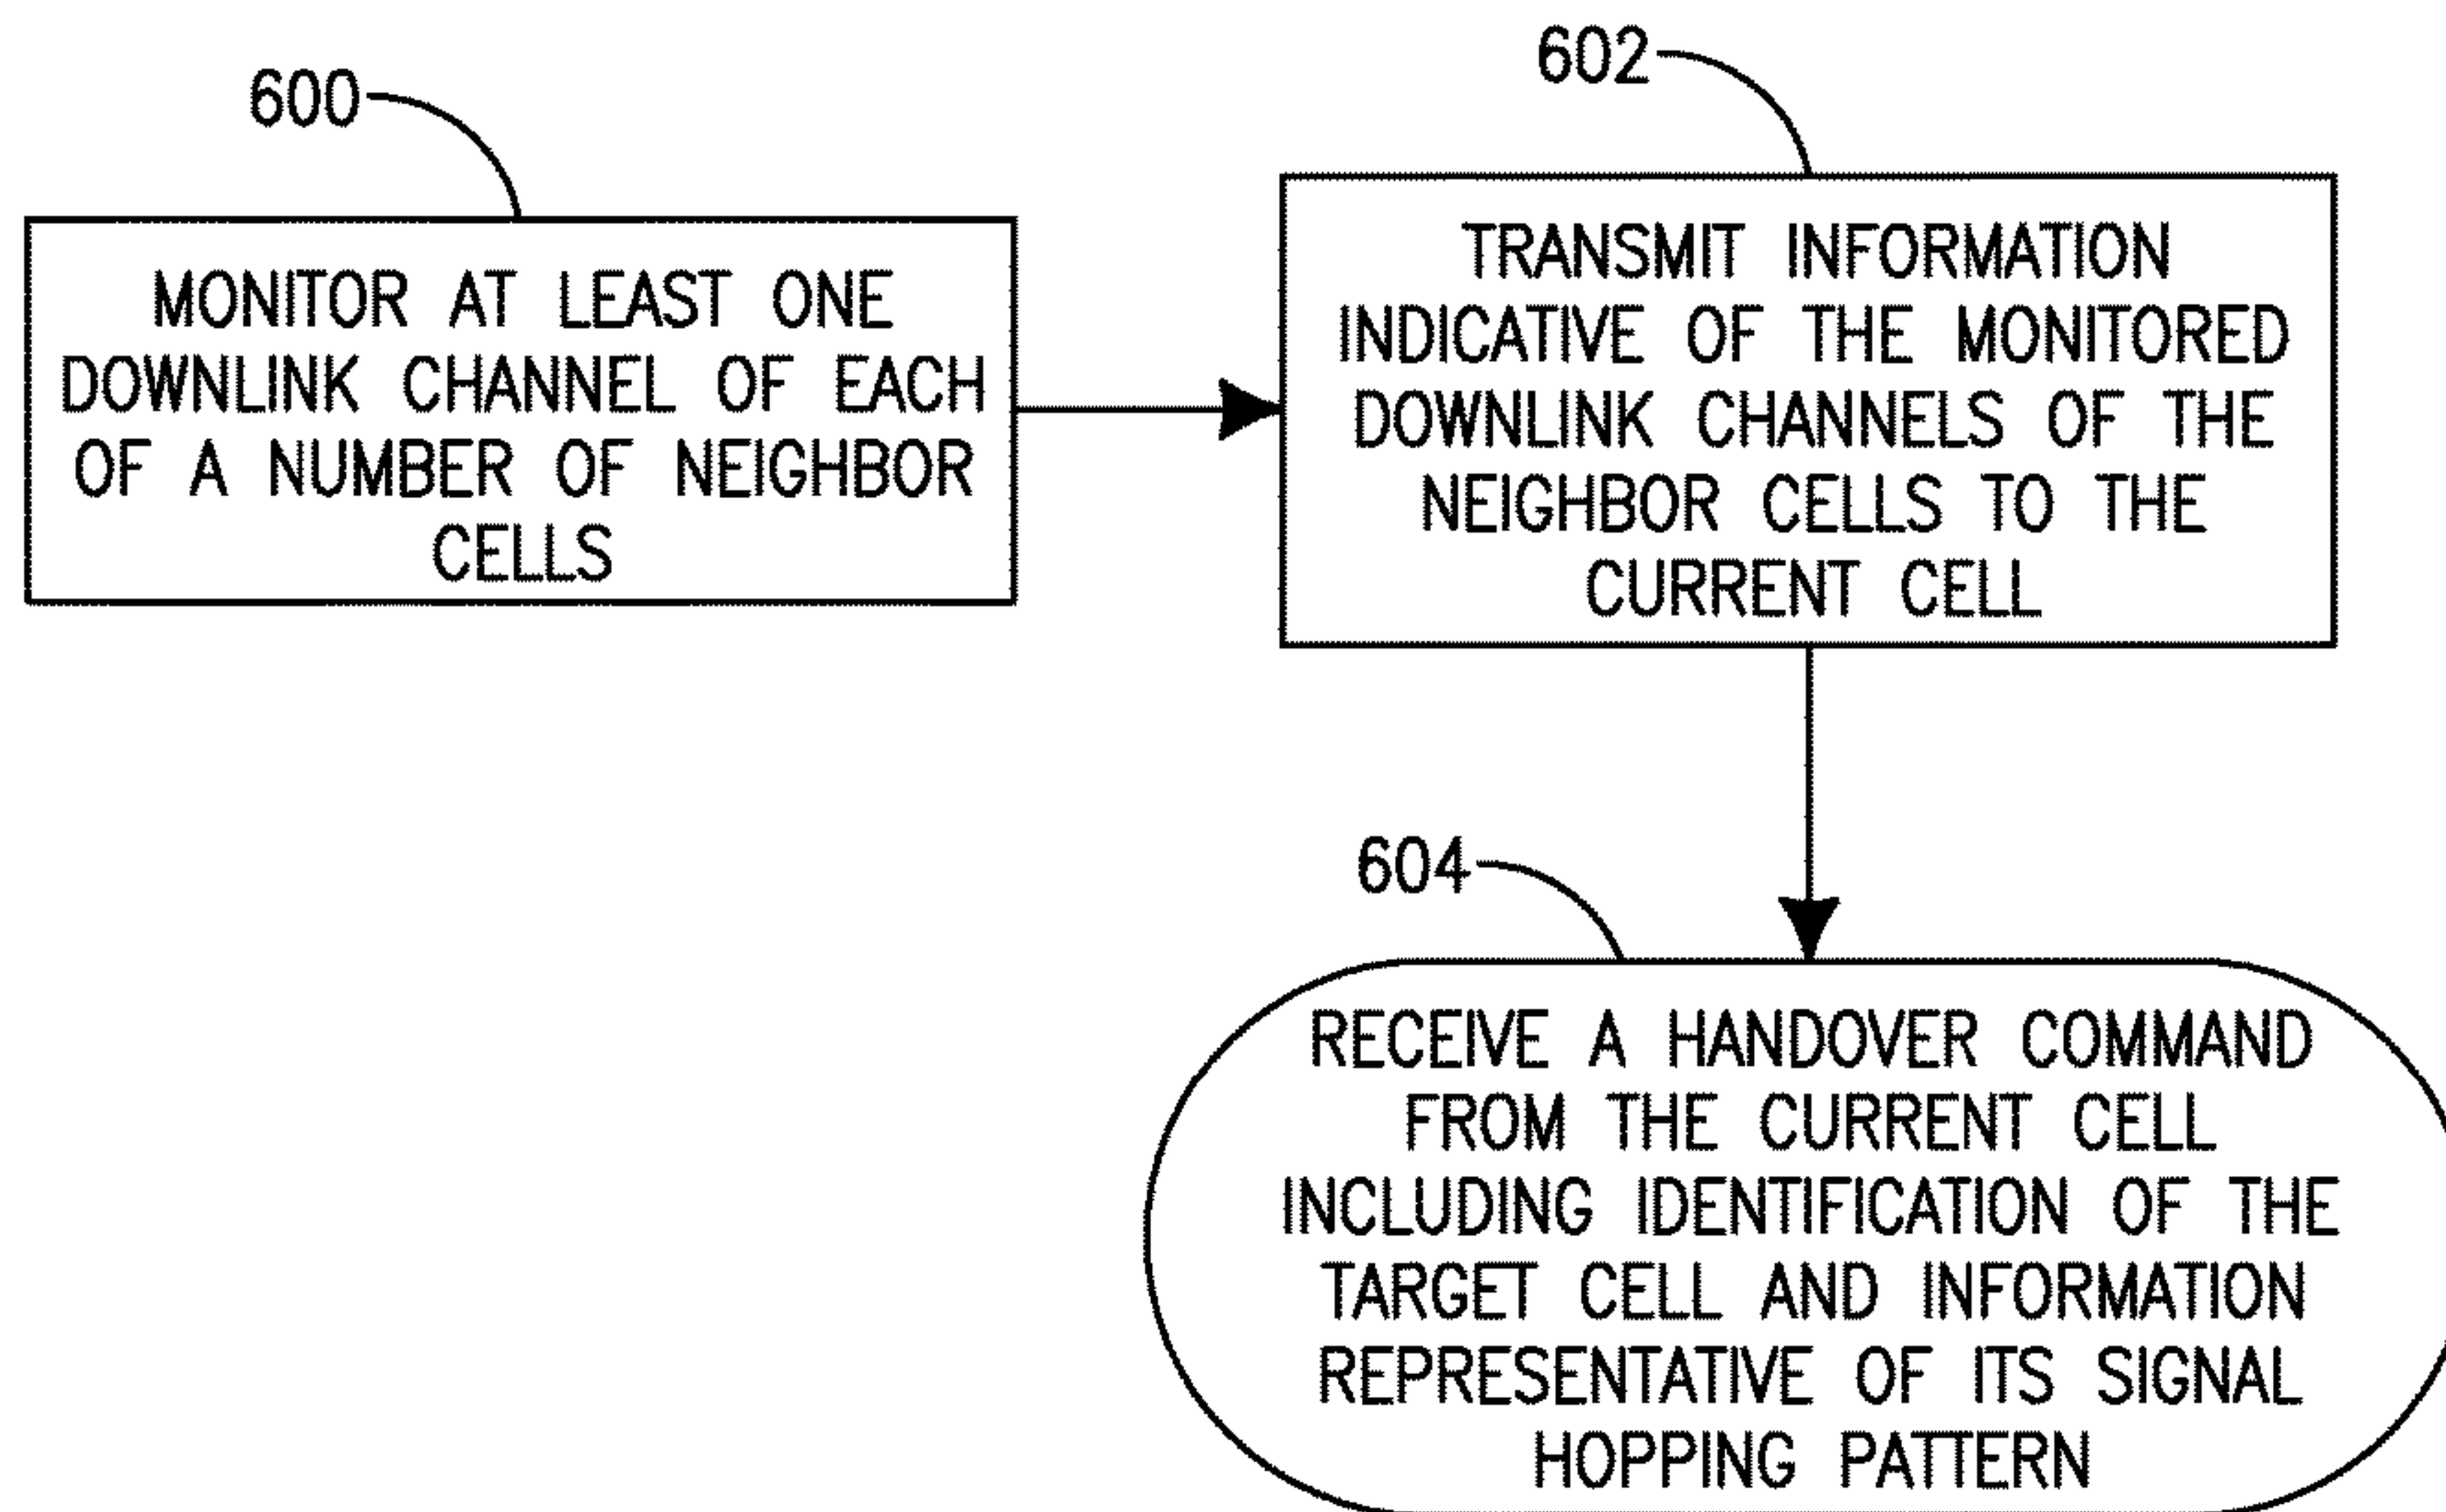 600
MONITOR AT LEAST ONE
DOWNLINK CHANNEL OF EACH
OF A NUMBER OF NEIGHBOR
CELLS
602
TRANSMIT INFORMATION
INDICATIVE OF THE MONITORED
DOWNLINK CHANNELS OF THE
NEIGHBOR CELLS TO THE
CURRENT CELL
604
RECEIVE A HANDOVER COMMAND
FROM THE CURRENT CELL
INCLUDING IDENTIFICATION OF THE
TARGET CELL AND INFORMATION
REPRESENTATIVE OF ITS SIGNAL
HOPPING PATTERN